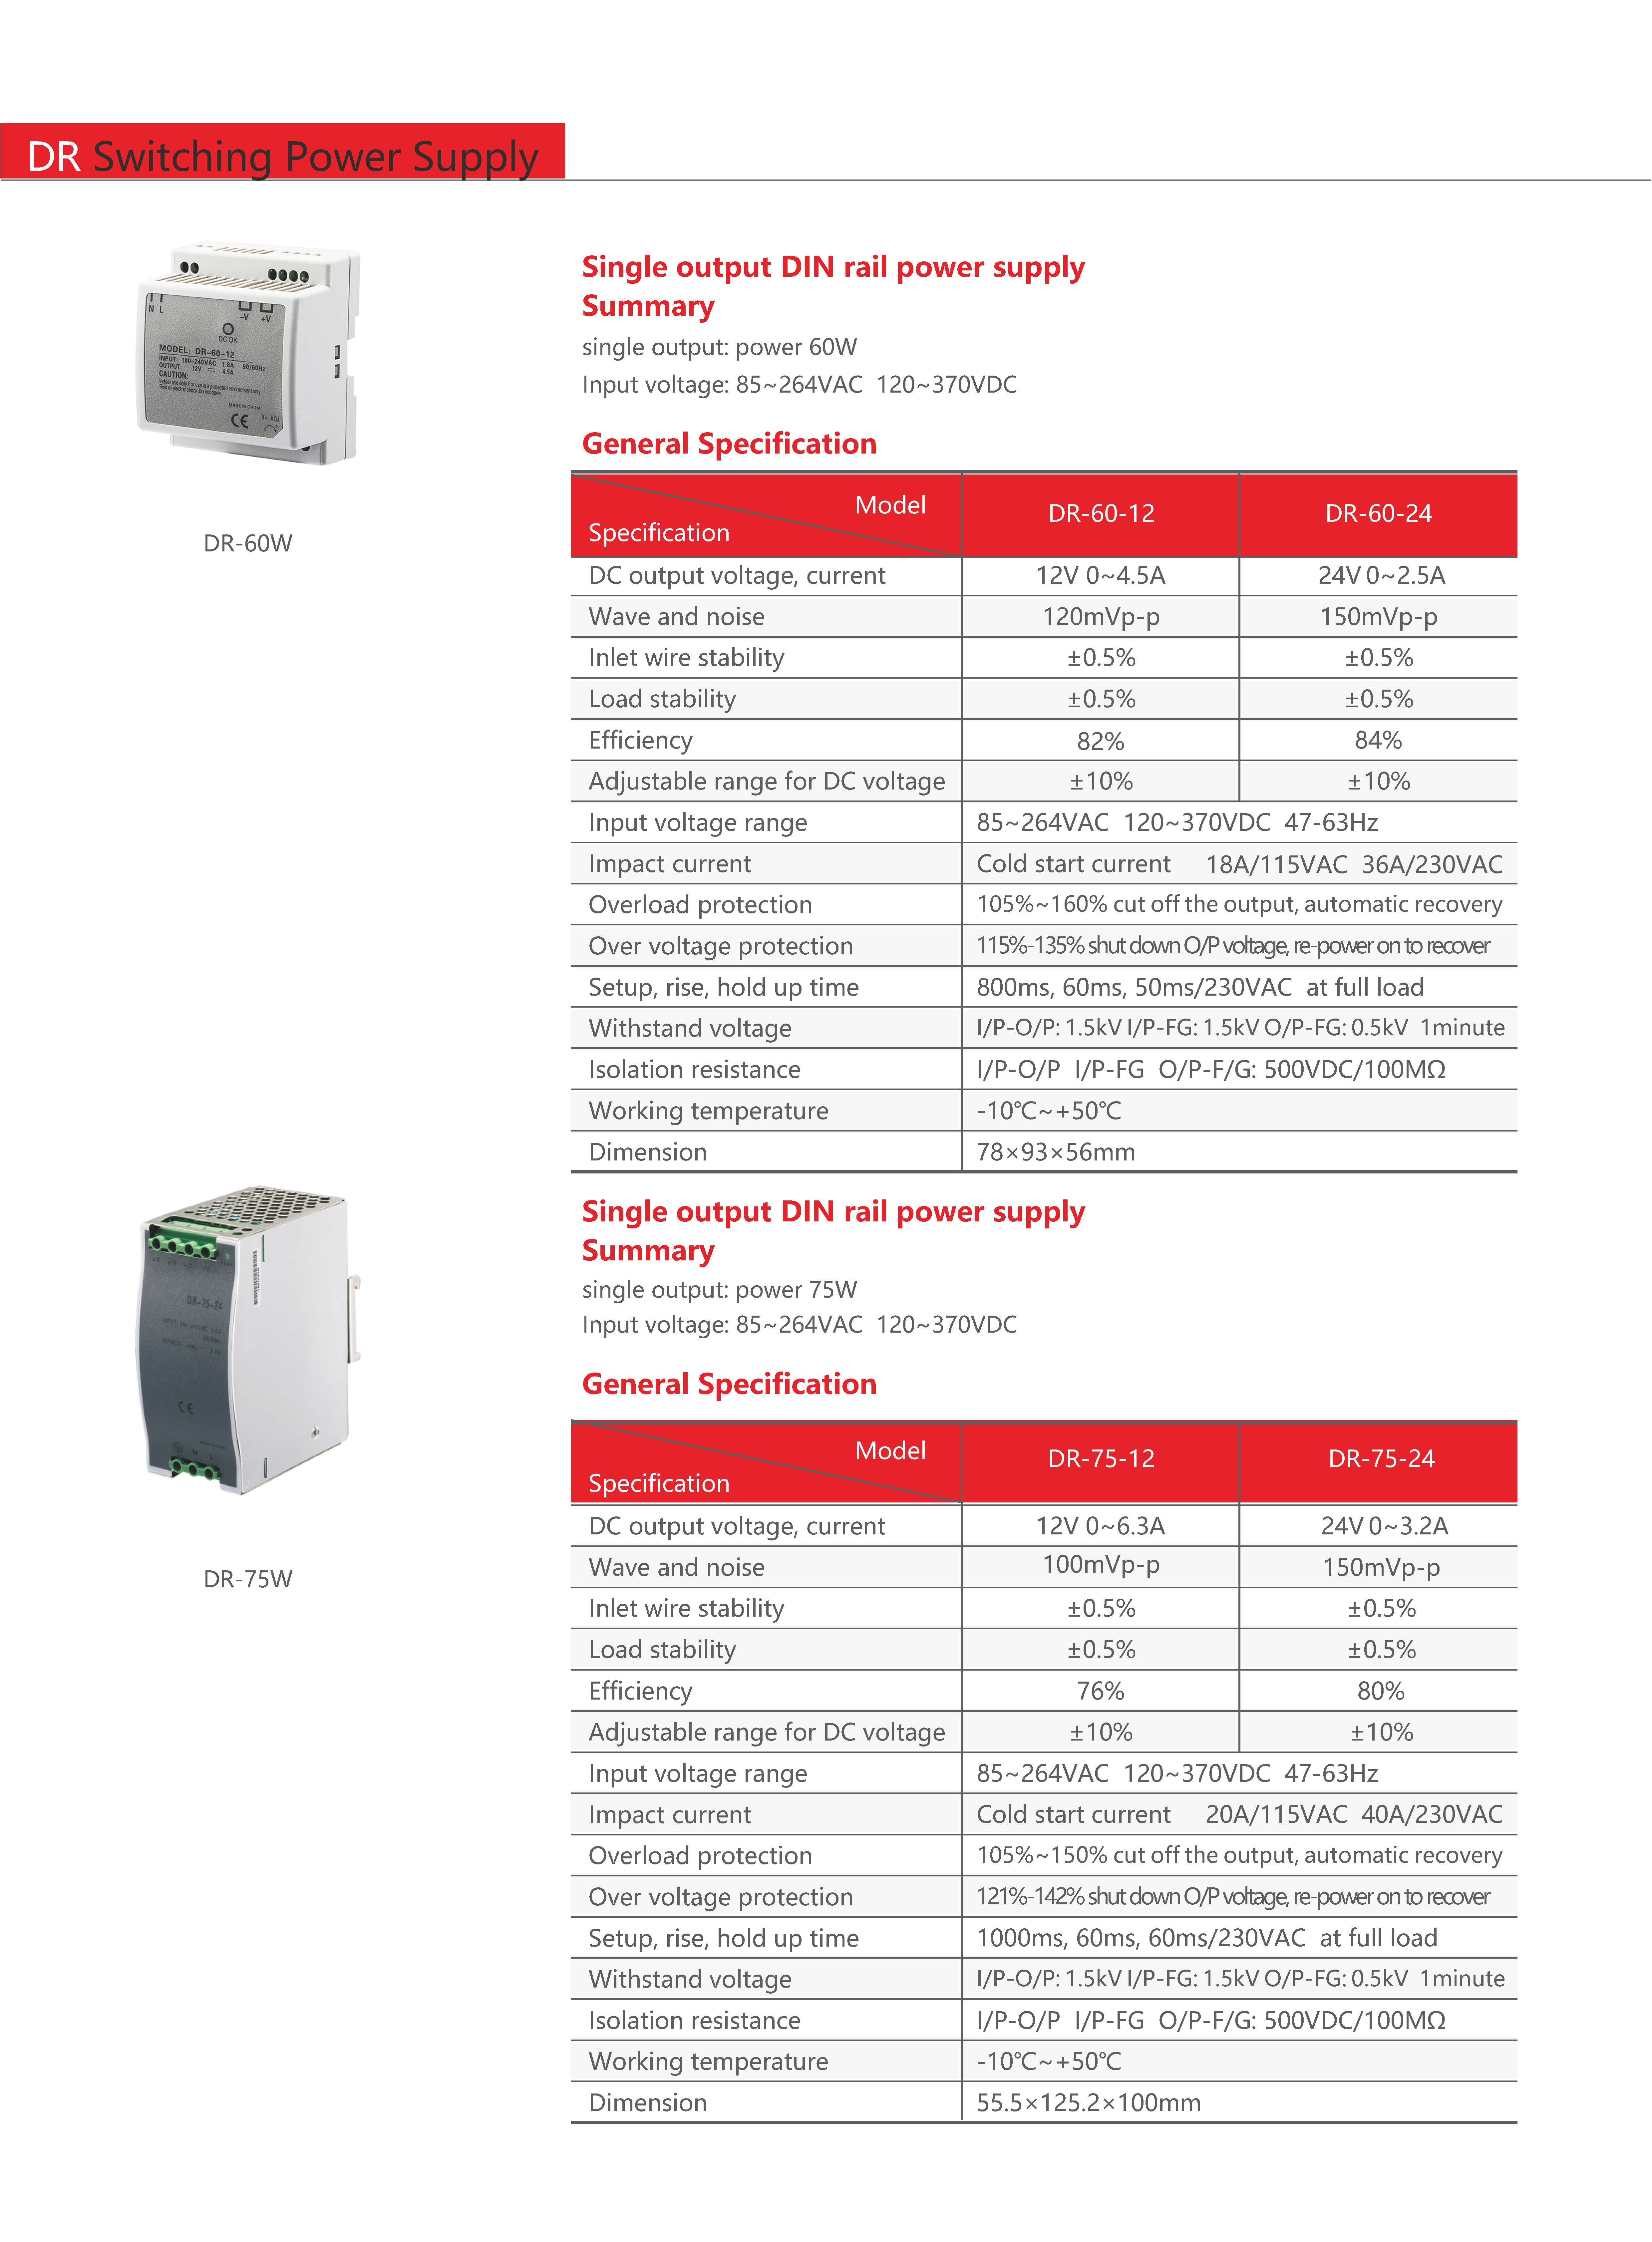 DR Switching Power Supply
N L
-V +V
DC OK
MODEL: DR-60-12
INPUT: 100-240VAC 1.8A 50/60Hz
OUTPUT: 12V 4.5A
CAUTION:
MADE IN CHINA
CE
V+ ADJ
DR-60W
Single output DIN rail power supply
Summary
single output: power 60W
Input voltage: 85~264VAC 120~370VDC
General Specification
Model
Specification
DR-60-12 DR-60-24
DC output voltage, current 12V 0~4.5A 24V 0~2.5A
Wave and noise 120mVp-p 150mVp-p
Inlet wire stability ±0.5% ±0.5%
Load stability ±0.5% ±0.5%
Efficiency 82% 84%
Adjustable range for DC voltage ±10% ±10%
Input voltage range 85~264VAC 120~370VDC 47-63Hz
Impact current Cold start current 18A/115VAC 36A/230VAC
Overload protection 105%~160% cut off the output, automatic recovery
Over voltage protection 115%-135% shut down O/P voltage, re-power on to recover
Setup, rise, hold up time 800ms, 60ms, 50ms/230VAC at full load
Withstand voltage I/P-O/P: 1.5kV I/P-FG: 1.5kV O/P-FG: 0.5kV 1minute
Isolation resistance I/P-O/P I/P-FG O/P-F/G: 500VDC/100MΩ
Working temperature -10℃~+50℃
Dimension 78×93×56mm
DR-75-24
CE
DR-75W
Single output DIN rail power supply
Summary
single output: power 75W
Input voltage: 85~264VAC 120~370VDC
General Specification
Model
Specification
DR-75-12 DR-75-24
DC output voltage, current 12V 0~6.3A 24V 0~3.2A
Wave and noise 100mVp-p 150mVp-p
Inlet wire stability ±0.5% ±0.5%
Load stability ±0.5% ±0.5%
Efficiency 76% 80%
Adjustable range for DC voltage ±10% ±10%
Input voltage range 85~264VAC 120~370VDC 47-63Hz
Impact current Cold start current 20A/115VAC 40A/230VAC
Overload protection 105%~150% cut off the output, automatic recovery
Over voltage protection 121%-142% shut down O/P voltage, re-power on to recover
Setup, rise, hold up time 1000ms, 60ms, 60ms/230VAC at full load
Withstand voltage I/P-O/P: 1.5kV I/P-FG: 1.5kV O/P-FG: 0.5kV 1minute
Isolation resistance I/P-O/P I/P-FG O/P-F/G: 500VDC/100MΩ
Working temperature -10℃~+50℃
Dimension 55.5×125.2×100mm